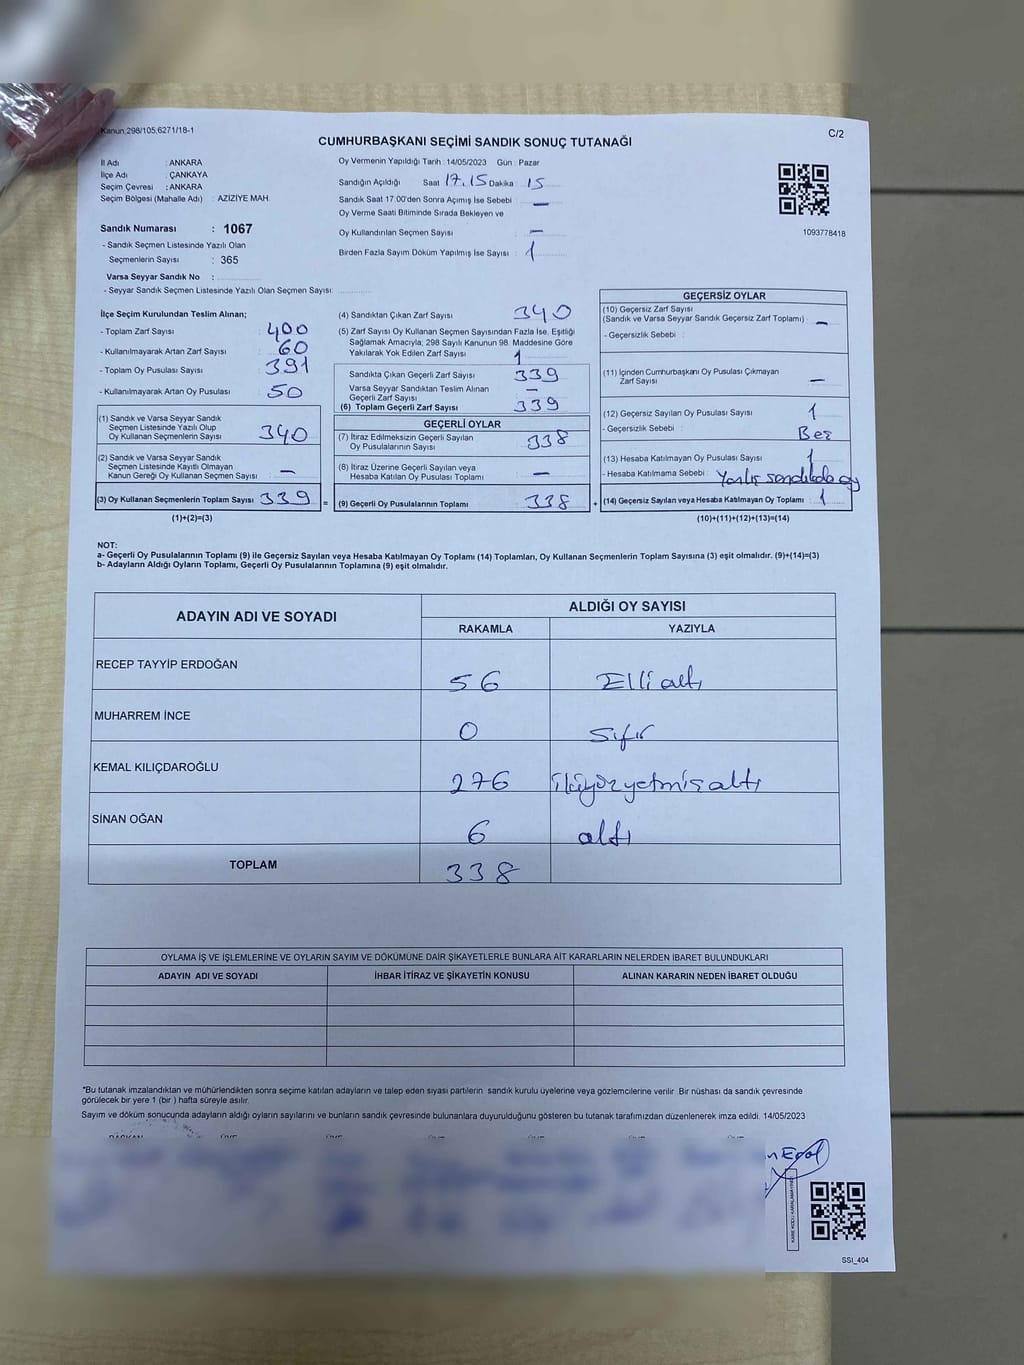 Kanun, 298/105,6271/18-1
C/2
CUMHURBAŞKANI SEÇİMİ SANDIK SONUÇ TUTANAĞI
İl Adı : ANKARA
İlçe Adı : ÇANKAYA
Seçim Çevresi : ANKARA
Seçim Bölgesi (Mahalle Adı) : AZİZİYE MAH.
Sandık Numarası : 1067
- Sandık Seçmen Listesinde Yazılı Olan
Seçmenlerin Sayısı : 365
Varsa Seyyar Sandık No :
- Seyyar Sandık Seçmen Listesinde Yazılı Olan Seçmen Sayısı:
Oy Vermenin Yapıldığı Tarih : 14/05/2023 Gün : Pazar
Sandığın Açıldığı Saat 17.15 Dakika 15
Sandık Saat 17:00'den Sonra Açılmış İse Sebebi : —
Oy Verme Saati Bitiminde Sırada Bekleyen ve
Oy Kullandırılan Seçmen Sayısı : —
Birden Fazla Sayım Döküm Yapılmış İse Sayısı : 1
1093778418
İlçe Seçim Kurulundan Teslim Alınan;
- Toplam Zarf Sayısı : 400
- Kullanılmayarak Artan Zarf Sayısı : 60
- Toplam Oy Pusulası Sayısı : 391
- Kullanılmayarak Artan Oy Pusulası : 50
(1) Sandık ve Varsa Seyyar Sandık
Seçmen Listesinde Yazılı Olup
Oy Kullanan Seçmenlerin Sayısı : 340
(2) Sandık ve Varsa Seyyar Sandık
Seçmen Listesinde Kayıtlı Olmayan
Kanun Gereği Oy Kullanan Seçmen Sayısı : —
(3) Oy Kullanan Seçmenlerin Toplam Sayısı : 339
(1)+(2)=(3)
(4) Sandıktan Çıkan Zarf Sayısı : 340
(5) Zarf Sayısı Oy Kullanan Seçmen Sayısından Fazla İse, Eşitliği
Sağlamak Amacıyla; 298 Sayılı Kanunun 98. Maddesine Göre
Yakılarak Yok Edilen Zarf Sayısı : 1
Sandıkta Çıkan Geçerli Zarf Sayısı : 339
Varsa Seyyar Sandıktan Teslim Alınan
Geçerli Zarf Sayısı : —
(6) Toplam Geçerli Zarf Sayısı : 339
GEÇERLİ OYLAR
(7) İtiraz Edilmeksizin Geçerli Sayılan
Oy Pusulalarının Sayısı : 338
(8) İtiraz Üzerine Geçerli Sayılan veya
Hesaba Katılan Oy Pusulası Toplamı : —
= (9) Geçerli Oy Pusulalarının Toplamı : 338 +
GEÇERSİZ OYLAR
(10) Geçersiz Zarf Sayısı
(Sandık ve Varsa Seyyar Sandık Geçersiz Zarf Toplamı) : —
- Geçersizlik Sebebi :
(11) İçinden Cumhurbaşkanı Oy Pusulası Çıkmayan
Zarf Sayısı : —
(12) Geçersiz Sayılan Oy Pusulası Sayısı : 1
- Geçersizlik Sebebi : Boş
(13) Hesaba Katılmayan Oy Pusulası Sayısı : 1
- Hesaba Katılmama Sebebi : Yanlış sandıkda oy
(14) Geçersiz Sayılan veya Hesaba Katılmayan Oy Toplamı : 1
(10)+(11)+(12)+(13)=(14)
NOT:
a- Geçerli Oy Pusulalarının Toplamı (9) ile Geçersiz Sayılan veya Hesaba Katılmayan Oy Toplamı (14) Toplamları, Oy Kullanan Seçmenlerin Toplam Sayısına (3) eşit olmalıdır. (9)+(14)=(3)
b- Adayların Aldığı Oyların Toplamı, Geçerli Oy Pusulalarının Toplamına (9) eşit olmalıdır.
ADAYIN ADI VE SOYADI
ALDIĞI OY SAYISI
RAKAMLA YAZIYLA
RECEP TAYYİP ERDOĞAN 56 Elli altı
MUHARREM İNCE 0 Sıfır
KEMAL KILIÇDAROĞLU 276 ikiyüzyetmişaltı
SİNAN OĞAN 6 altı
TOPLAM 338
OYLAMA İŞ VE İŞLEMLERİNE VE OYLARIN SAYIM VE DÖKÜMÜNE DAİR ŞİKAYETLERLE BUNLARA AİT KARARLARIN NELERDEN İBARET BULUNDUKLARI
ADAYIN ADI VE SOYADI İHBAR İTİRAZ VE ŞİKAYETİN KONUSU ALINAN KARARIN NEDEN İBARET OLDUĞU
*Bu tutanak imzalandıktan ve mühürlendikten sonra seçime katılan adayların ve talep eden siyasi partilerin sandık kurulu üyelerine veya gözlemcilerine verilir. Bir nüshası da sandık çevresinde
görülecek bir yere 1 (bir) hafta süreyle asılır.
Sayım ve döküm sonucunda adayların aldığı oyların sayılarını ve bunların sandık çevresinde bulunanlara duyurulduğunu gösteren bu tutanak tarafımızdan düzenlenerek imza edildi. 14/05/2023
SSI_404